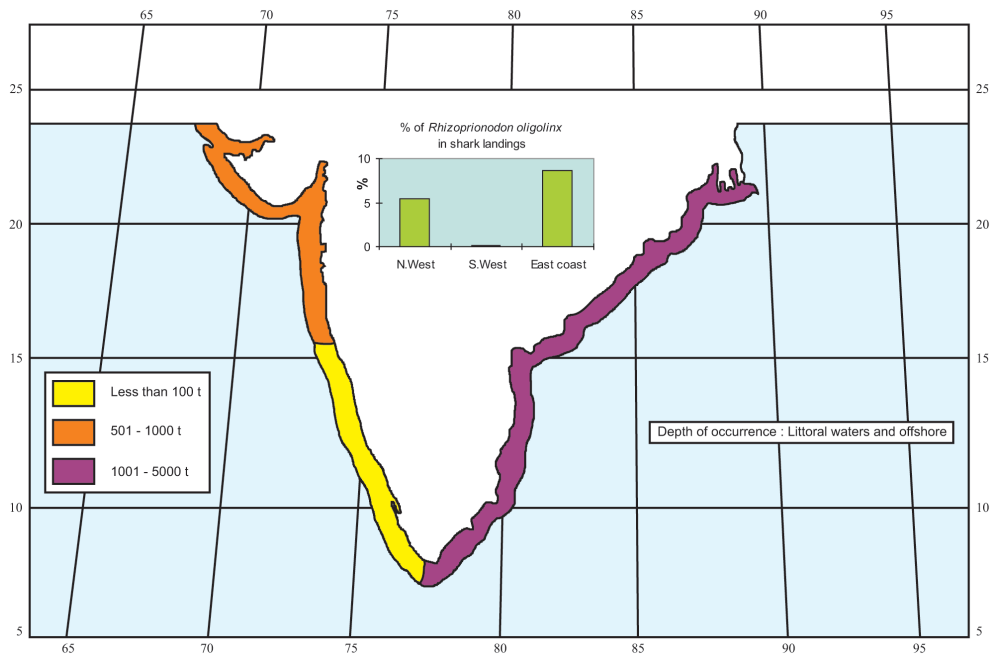 65 70 75 80 85 90 95
25 25
% of Rhizoprionodon oligolinx
in shark landings
10
%
5
0
N.West S.West East coast
20 20
15 15
Less than 100 t
501 - 1000 t
1001 - 5000 t
Depth of occurrence : Littoral waters and offshore
10 10
5 5
65 70 75 80 85 90 95